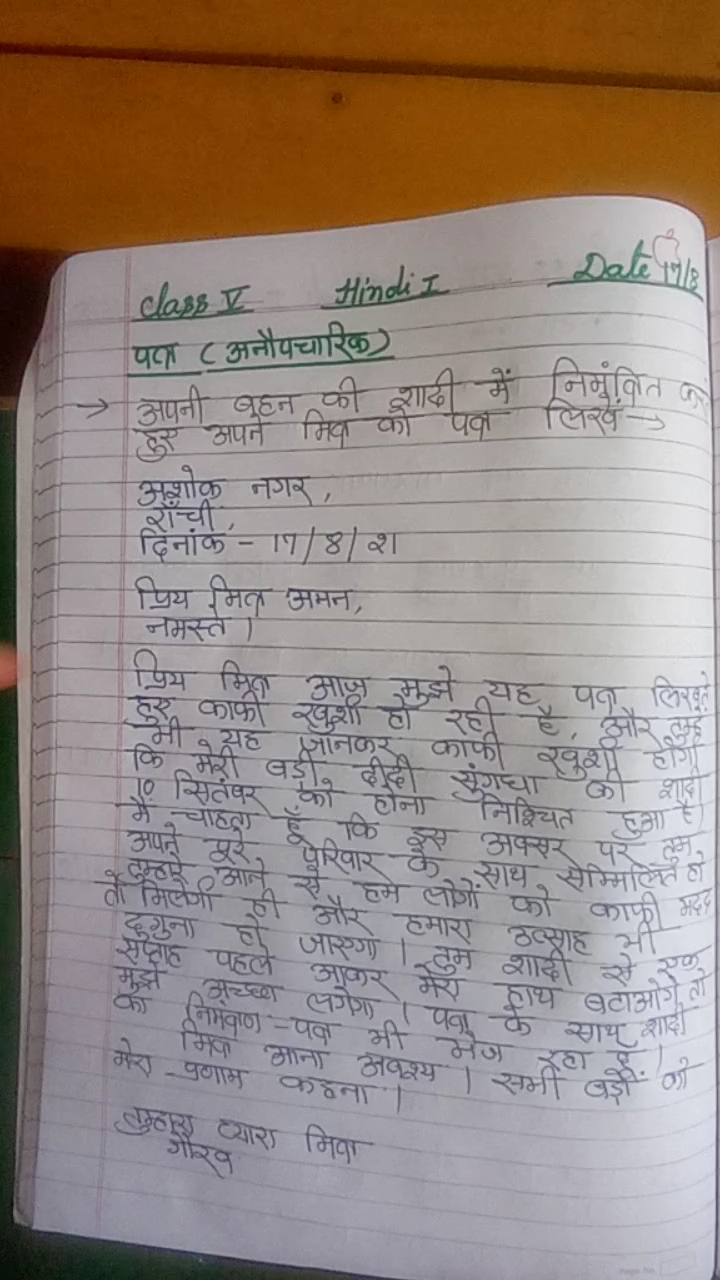 Class V Hindi I Date 17/8
पत्र (अनौपचारिक)
→ अपनी बहन की शादी में निमंत्रित करते
हुए अपने मित्र को पत्र लिखें →
अशोक नगर,
राँची,
दिनांक - 17/8/21
प्रिय मित्र अमन,
नमस्ते ।
प्रिय मित्र आज मुझे यह पत्र लिखते
हुए काफी खुशी हो रही है, और तुम्हें
भी यह जानकर काफी खुशी होगी
कि मेरी बड़ी दीदी की शादी
10 सितंबर को होना निश्चित हुआ है।
मैं चाहता हूँ कि इस अवसर पर तुम
अपने पूरे परिवार के साथ सम्मिलित हो
तुम्हारे आने से हम लोगों को काफी मदद
तो मिलेगी ही और हमारा उत्साह भी
दुगुना हो जाएगा । तुम शादी से एक
सप्ताह पहले आकर मेरा हाथ बटाओगे तो
मुझे अच्छा लगेगा । पत्र के साथ शादी
का निमंत्रण-पत्र भी भेज रहा हूँ ।
मित्र आना अवश्य । सभी बड़ों को
मेरा प्रणाम कहना ।
तुम्हारा प्यारा मित्र
गौरव